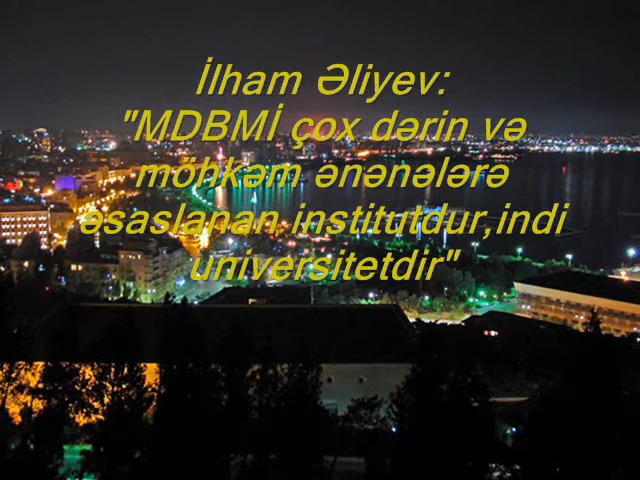 İlham Əliyev:
"MDBMİ çox dərin və
möhkəm ənənələrə
əsaslanan institutdur,indi
universitetdir"